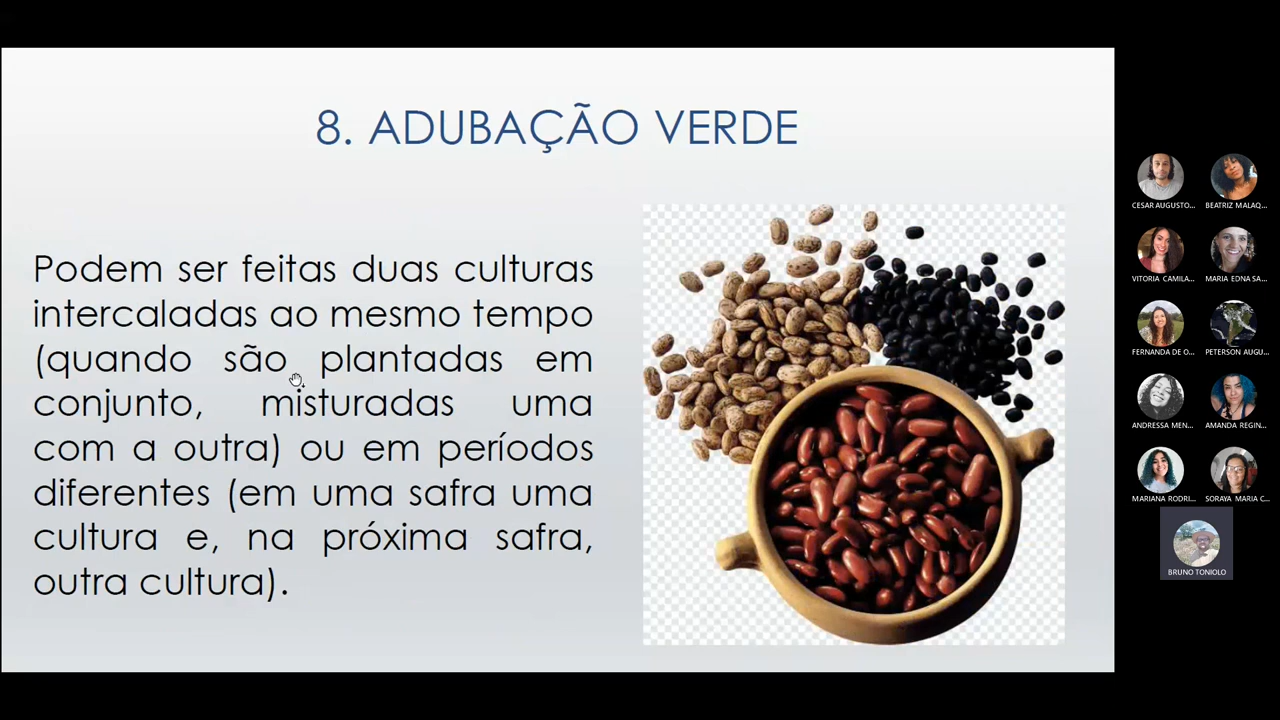 8. ADUBAÇÃO VERDE
Podem ser feitas duas culturas
intercaladas ao mesmo tempo
(quando são plantadas em
conjunto, misturadas uma
com a outra) ou em períodos
diferentes (em uma safra uma
cultura e, na próxima safra,
outra cultura).
CESAR AUGUSTO...
BEATRIZ MALAQ...
VITORIA CAMILA...
MARIA EDNA SA...
FERNANDA DE O...
PETERSON AUGU...
ANDRESSA MEN...
AMANDA REGIN...
MARIANA RODRI...
SORAYA MARIA C...
BRUNO TONIOLO